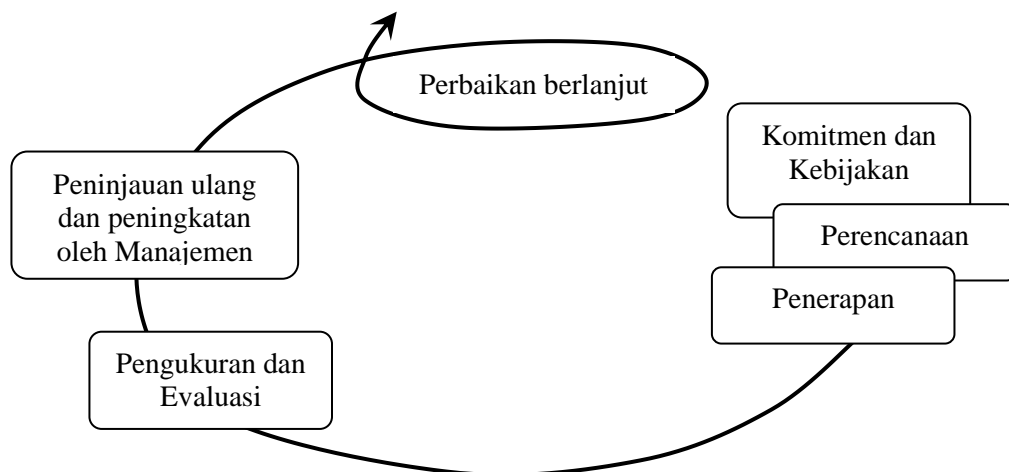 Perbaikan berlanjut
Komitmen dan
Kebijakan
Perencanaan
Penerapan
Peninjauan ulang
dan peningkatan
oleh Manajemen
Pengukuran dan
Evaluasi